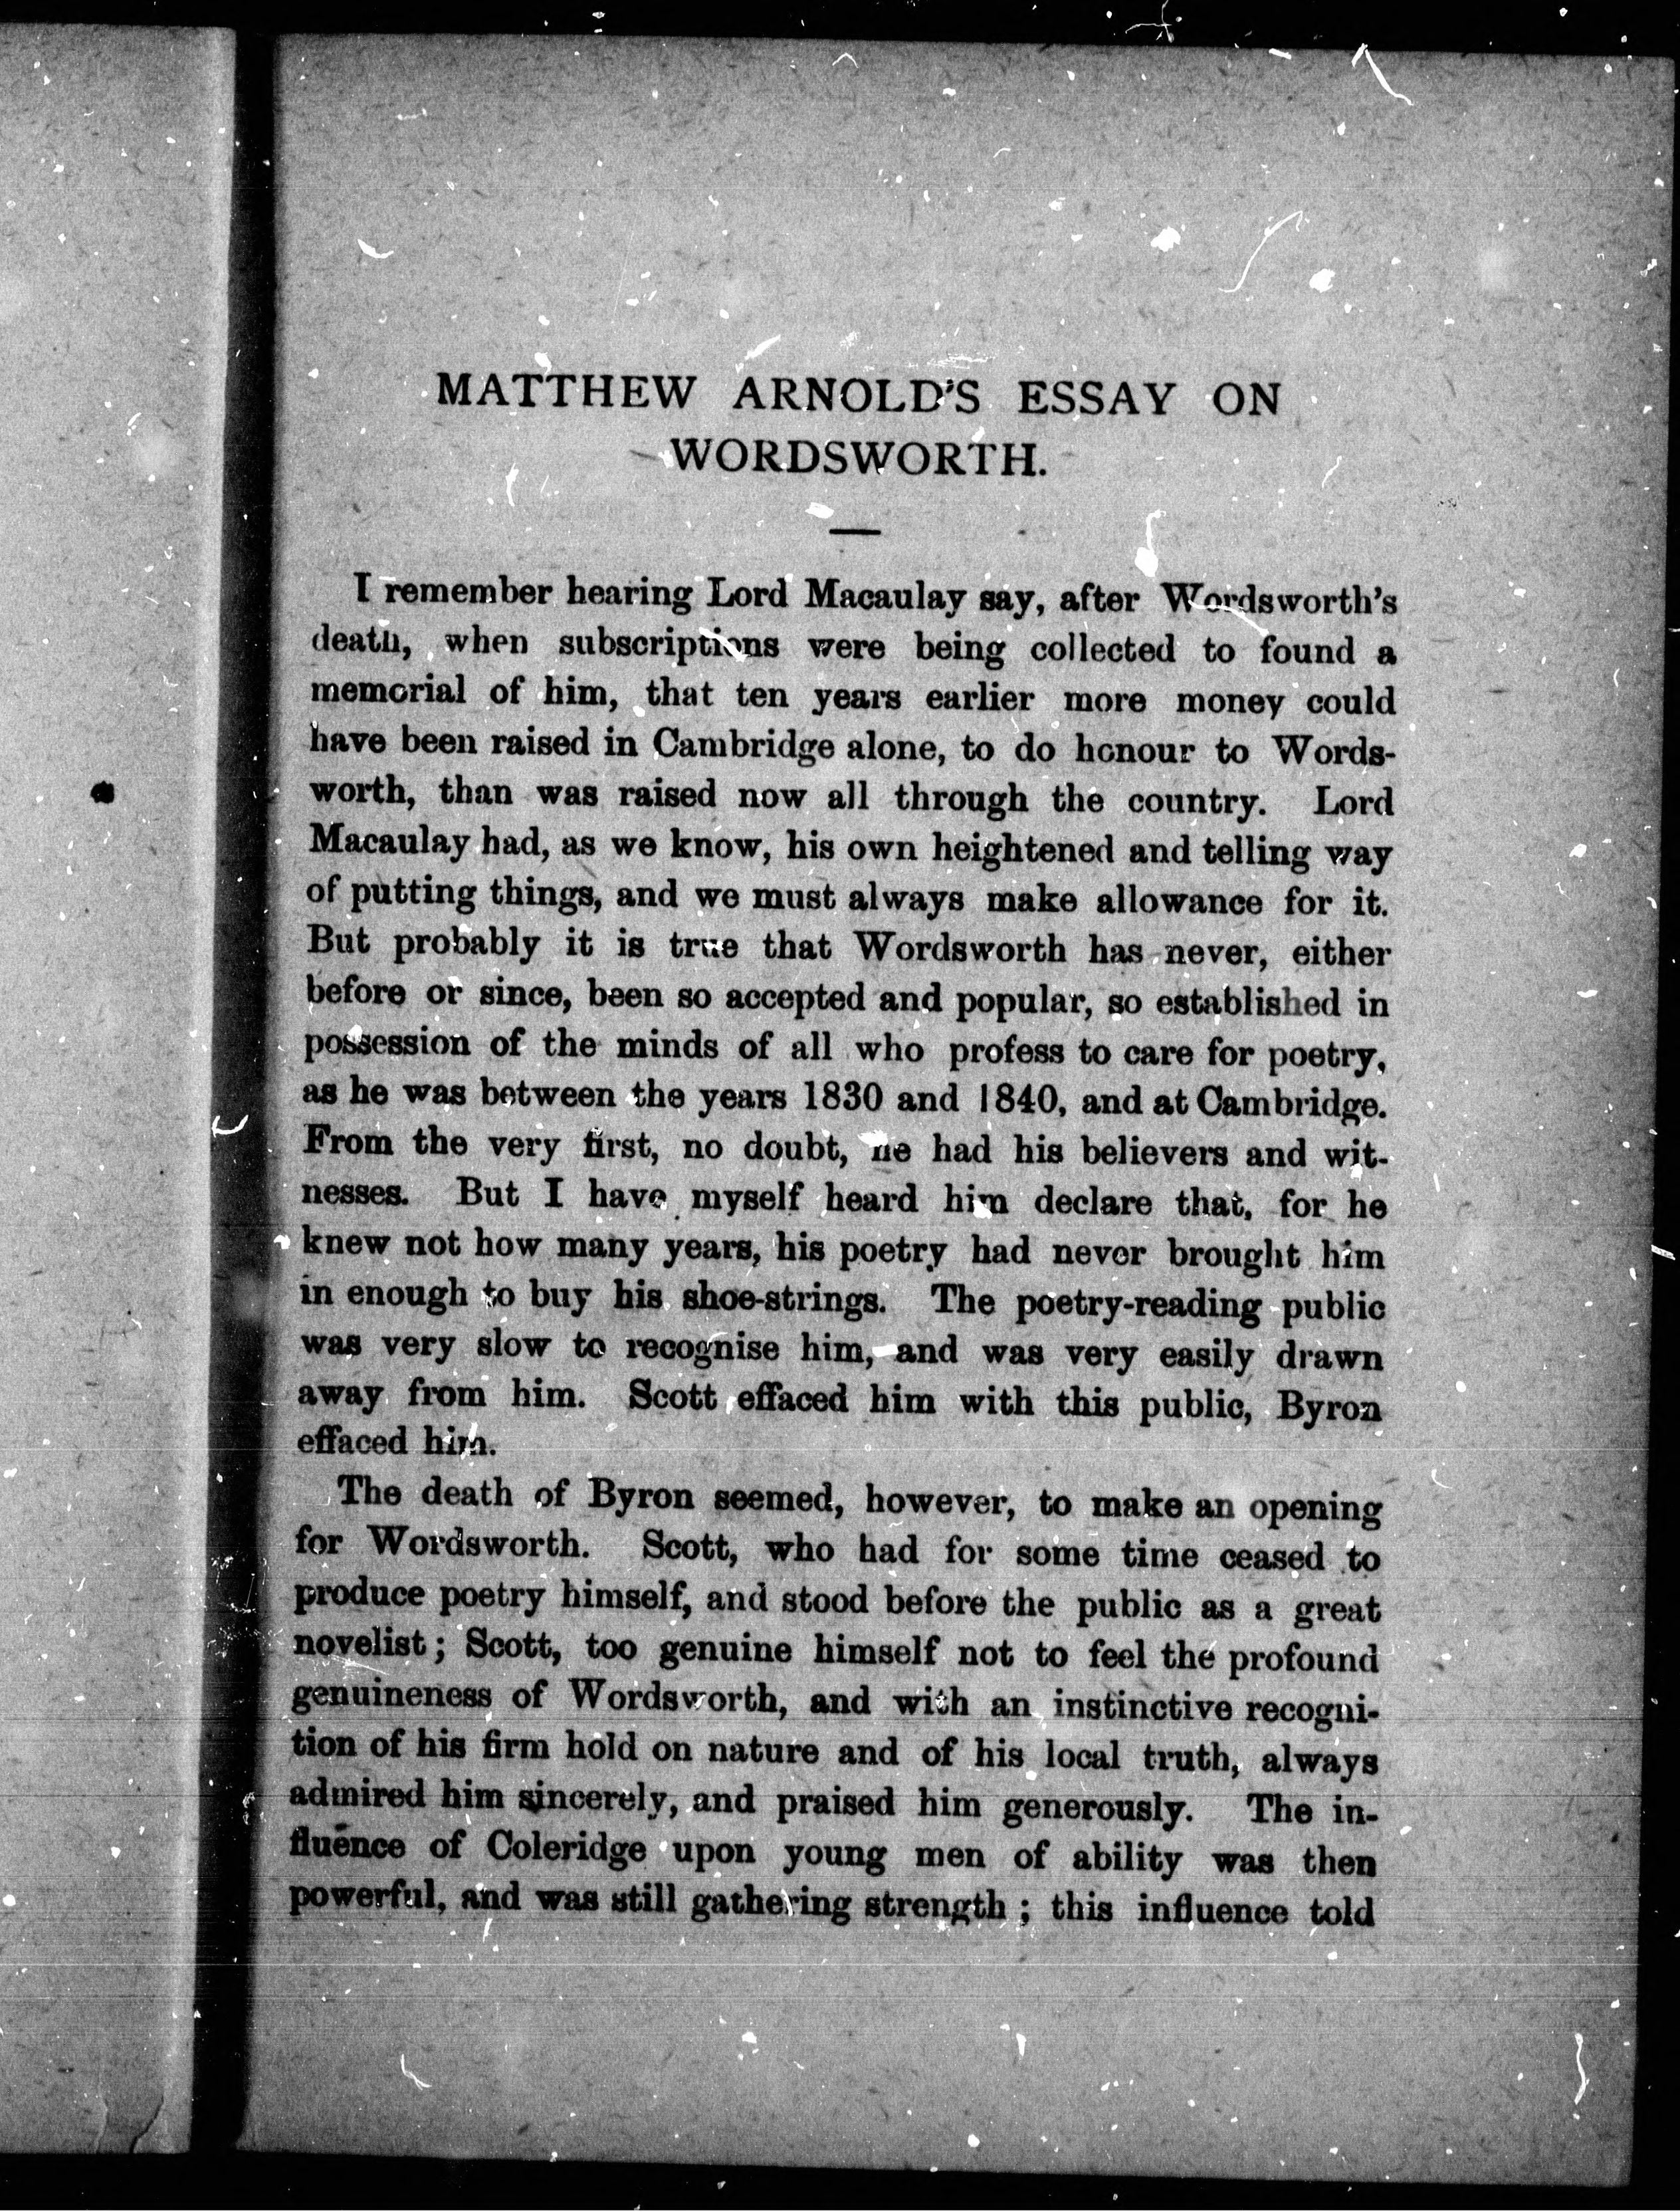 MATTHEW ARNOLD'S ESSAY ON
WORDSWORTH.
I remember hearing Lord Macaulay say, after Wordsworth's
death, when subscriptions were being collected to found a
memorial of him, that ten years earlier more money could
have been raised in Cambridge alone, to do honour to Words-
worth, than was raised now all through the country. Lord
Macaulay had, as we know, his own heightened and telling way
of putting things, and we must always make allowance for it.
But probably it is true that Wordsworth has never, either
before or since, been so accepted and popular, so established in
possession of the minds of all who profess to care for poetry,
as he was between the years 1830 and 1840, and at Cambridge.
From the very first, no doubt, he had his believers and wit-
nesses. But I have myself heard him declare that, for he
knew not how many years, his poetry had never brought him
in enough to buy his shoe-strings. The poetry-reading public
was very slow to recognise him, and was very easily drawn
away from him. Scott effaced him with this public, Byron
effaced him.
The death of Byron seemed, however, to make an opening
for Wordsworth. Scott, who had for some time ceased to
produce poetry himself, and stood before the public as a great
novelist; Scott, too genuine himself not to feel the profound
genuineness of Wordsworth, and with an instinctive recogni-
tion of his firm hold on nature and of his local truth, always
admired him sincerely, and praised him generously. The in-
fluence of Coleridge upon young men of ability was then
powerful, and was still gathering strength; this influence told